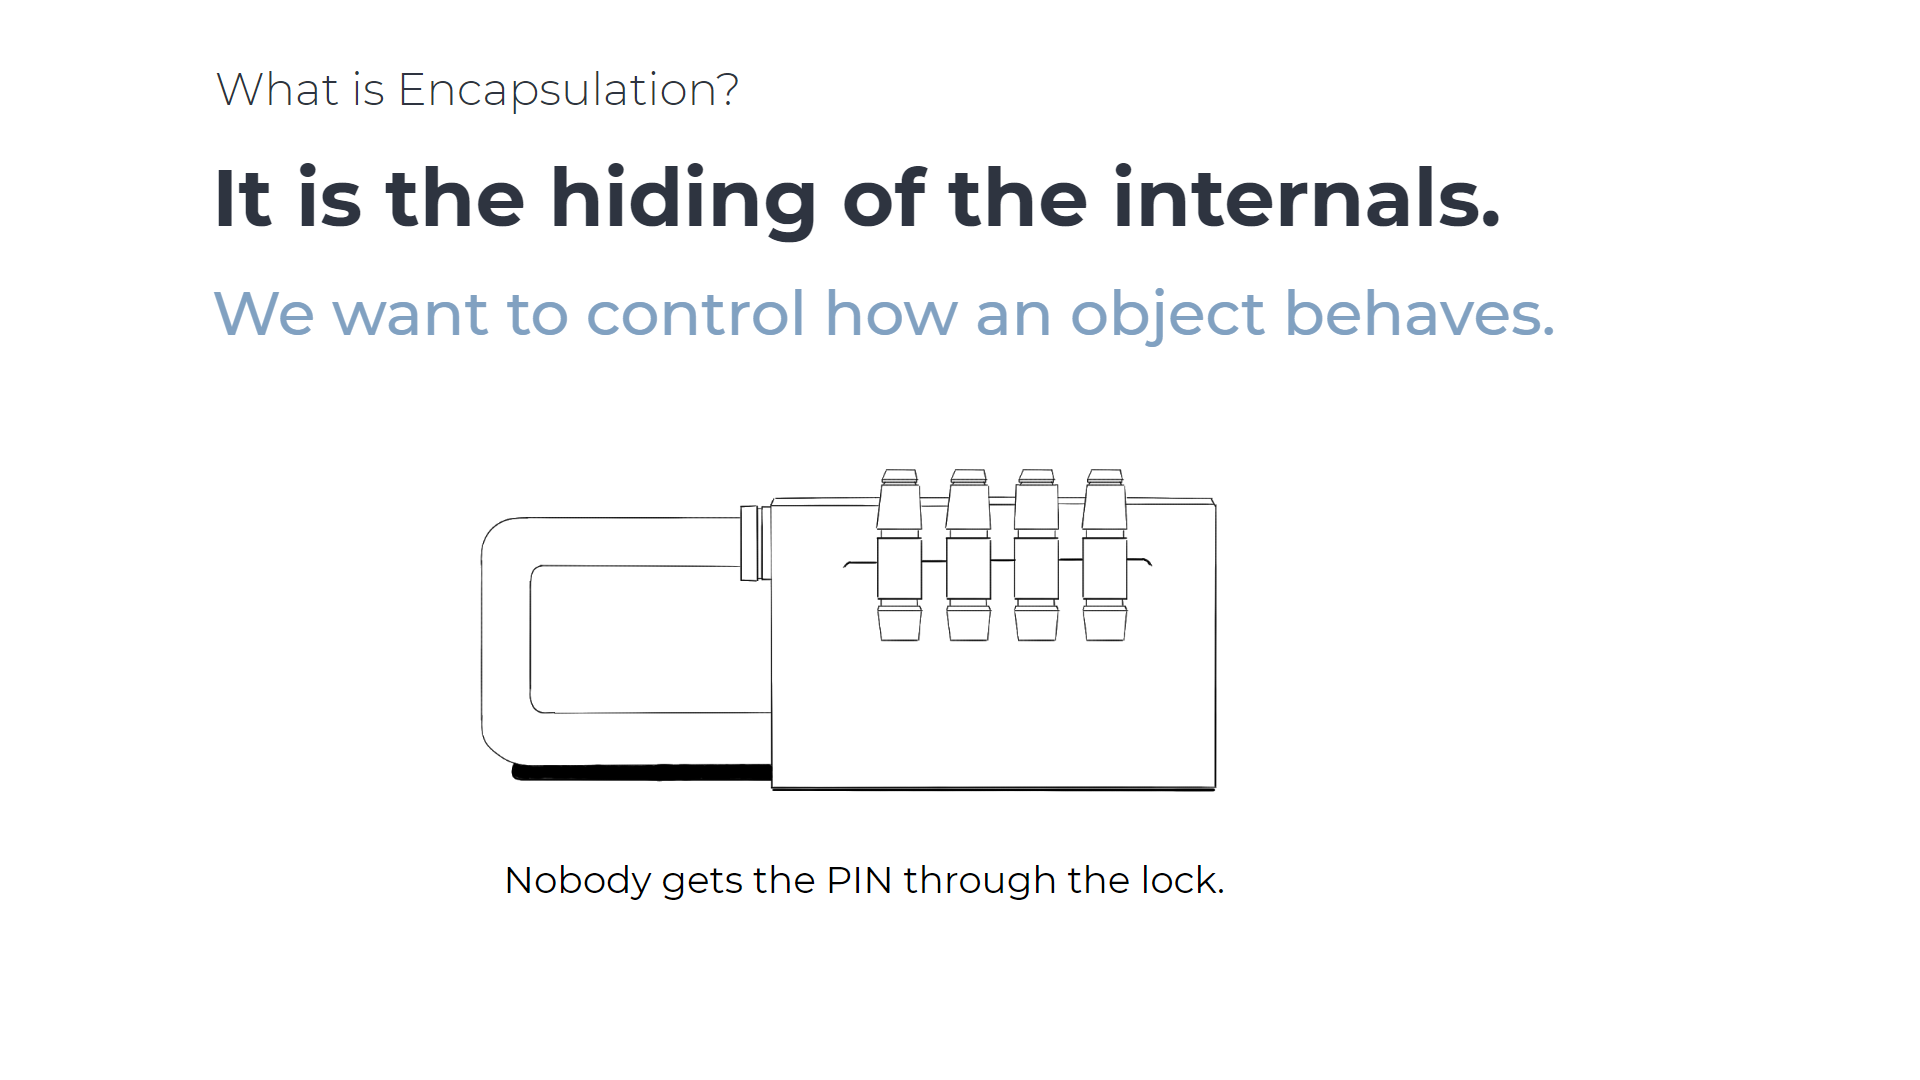 What is Encapsulation?
It is the hiding of the internals.
We want to control how an object behaves.
Nobody gets the PIN through the lock.